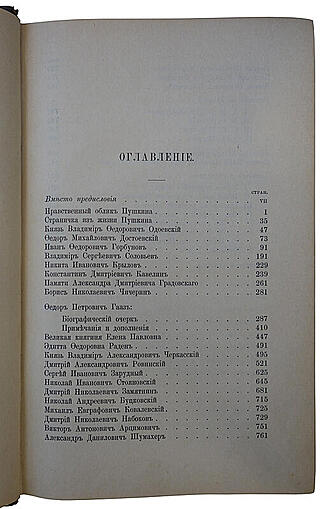 ОГЛАВЛЕНІЕ.
СТРАН.
Вмѣсто предисловія VII
Нравственный обликъ Пушкина 1
Страничка изъ жизни Пушкина 35
Князь Владиміръ Ѳедоровичъ Одоевскій 47
Ѳедоръ Михайловичъ Достоевскій 73
Иванъ Ѳедоровичъ Горбуновъ 91
Владиміръ Сергѣевичъ Соловьевъ 191
Никита Ивановичъ Крыловъ 229
Константинъ Дмитріевичъ Кавелинъ 239
Памяти Александра Дмитріевича Градовскаго 261
Борисъ Николаевичъ Чичеринъ 281
Ѳедоръ Петровичъ Гаазъ:
Біографическій очеркъ 287
Примѣчанія и дополненія 410
Великая княгиня Елена Павловна 447
Эдитта Ѳедоровна Раденъ 491
Князь Владиміръ Александровичъ Черкасскій 495
Дмитрій Александровичъ Ровинскій 521
Сергѣй Ивановичъ Зарудный 625
Николай Ивановичъ Стояновскій 645
Дмитрій Николаевичъ Замятнинъ 681
Николай Андреевичъ Буцковскій 715
Михаилъ Евграфовичъ Ковалевскій 725
Дмитрій Николаевичъ Набоковъ 729
Викторъ Антоновичъ Арцимовичъ 751
Александръ Даниловичъ Шумахеръ 761